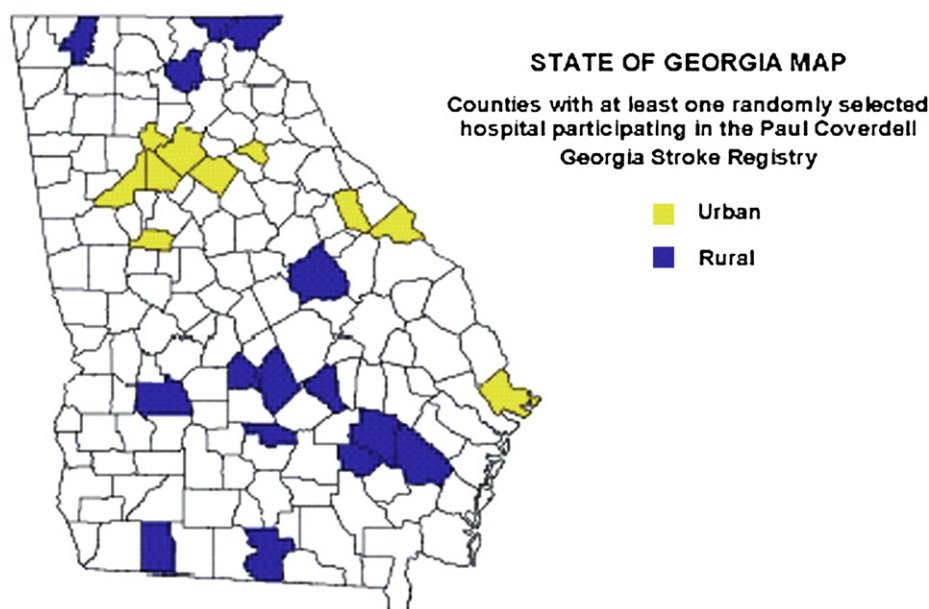 STATE OF GEORGIA MAP
Counties with at least one randomly selected
hospital participating in the Paul Coverdell
Georgia Stroke Registry
Urban
Rural